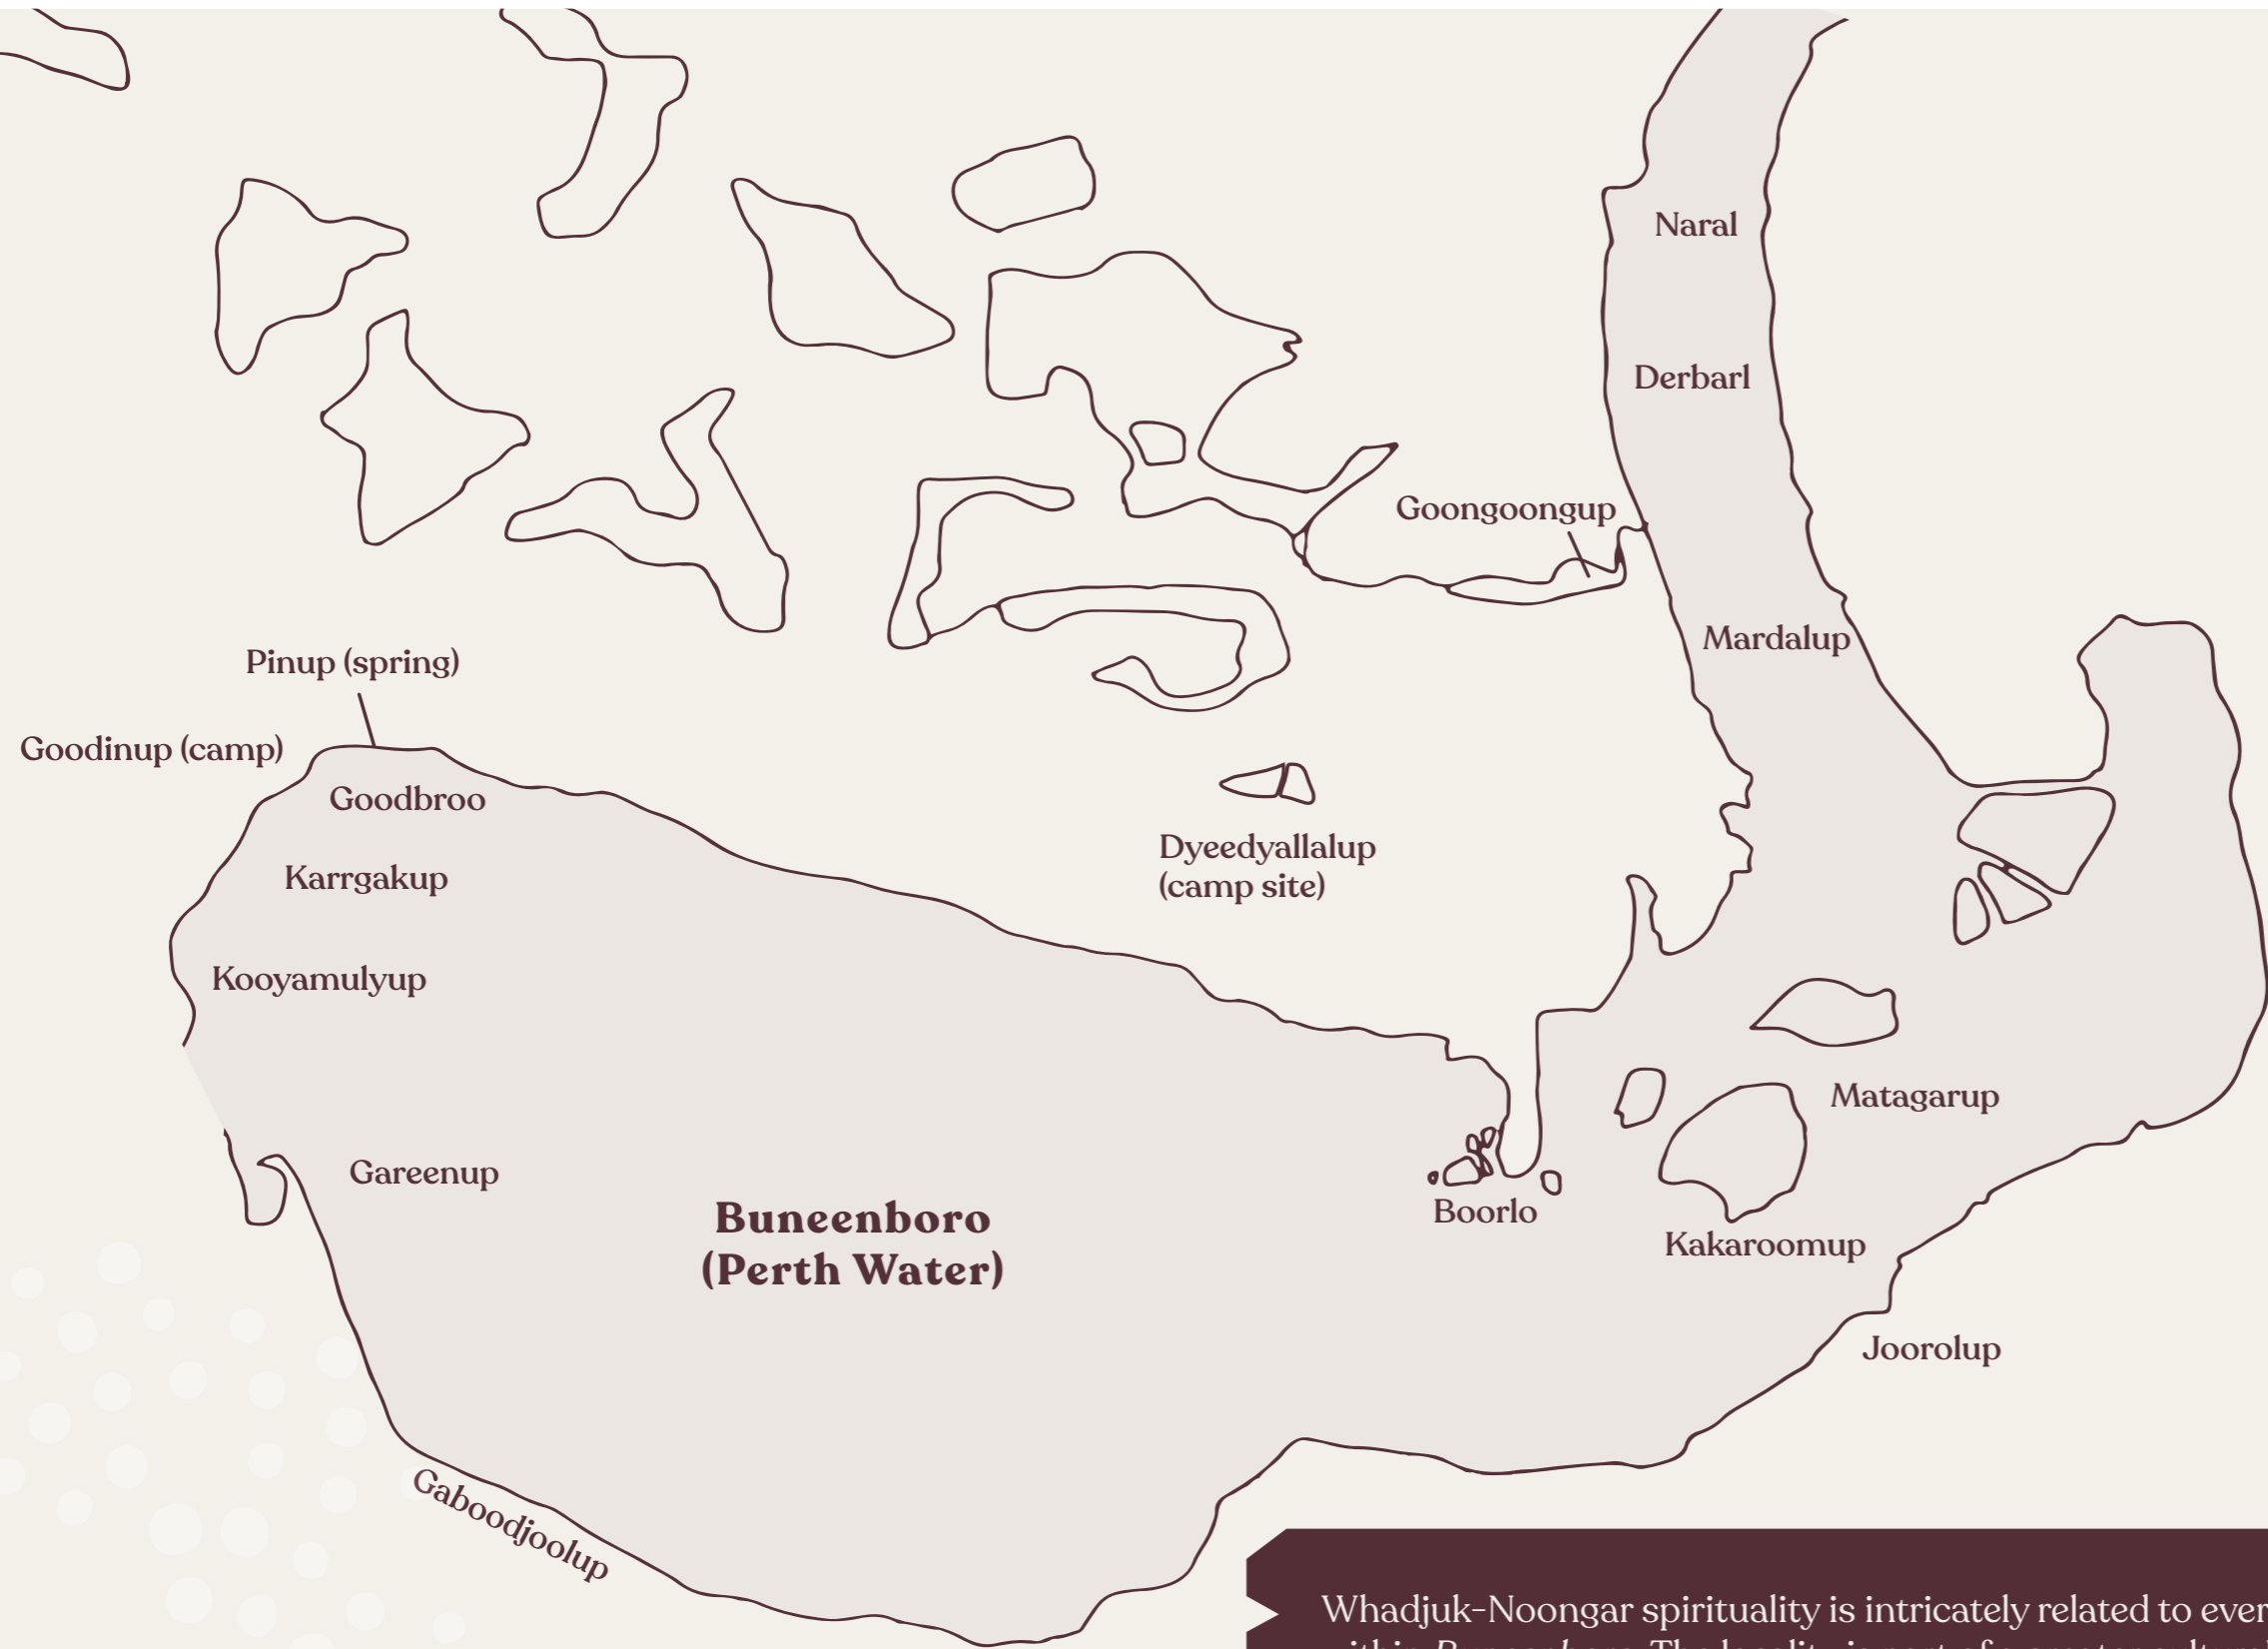 Naral
Derbarl
Goongoongup
Mardalup
Pinup (spring)
Goodinup (camp)
Goodbroo
Dyeedyallalup
(camp site)
Karrgakup
Kooyamulyup
Matagarup
Gareenup
Buneenboro
(Perth Water)
Boorlo
Kakaroomup
Joorolup
Gaboodjoolup
Whadjuk-Noongar spirituality is intricately related to ever